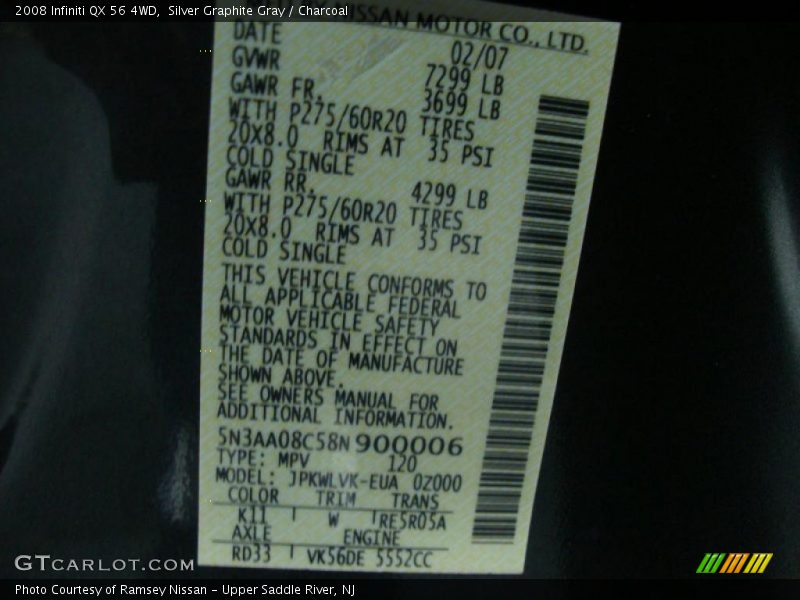 2008 Infiniti QX 56 4WD,  Silver Graphite Gray / Charcoal
NISSAN MOTOR CO., LTD.
DATE 02/07
GVWR 7299 LB
GAWR FR. 3699 LB
WITH P275/60R20 TIRES
20X8.0 RIMS AT 35 PSI
COLD SINGLE
GAWR RR. 4299 LB
WITH P275/60R20 TIRES
20X8.0 RIMS AT 35 PSI
COLD SINGLE
THIS VEHICLE CONFORMS TO
ALL APPLICABLE FEDERAL
MOTOR VEHICLE SAFETY
STANDARDS IN EFFECT ON
THE DATE OF MANUFACTURE
SHOWN ABOVE.
SEE OWNERS MANUAL FOR
ADDITIONAL INFORMATION.
5N3AA08C58N900006
TYPE: MPV 120
MODEL: JPKWLVK-EUA 0Z000
COLOR TRIM TRANS
K11 W RE5R05A
AXLE ENGINE
RD33 VK56DE 5552CC
GTCARLOT.COM
Photo Courtesy of Ramsey Nissan - Upper Saddle River, NJ